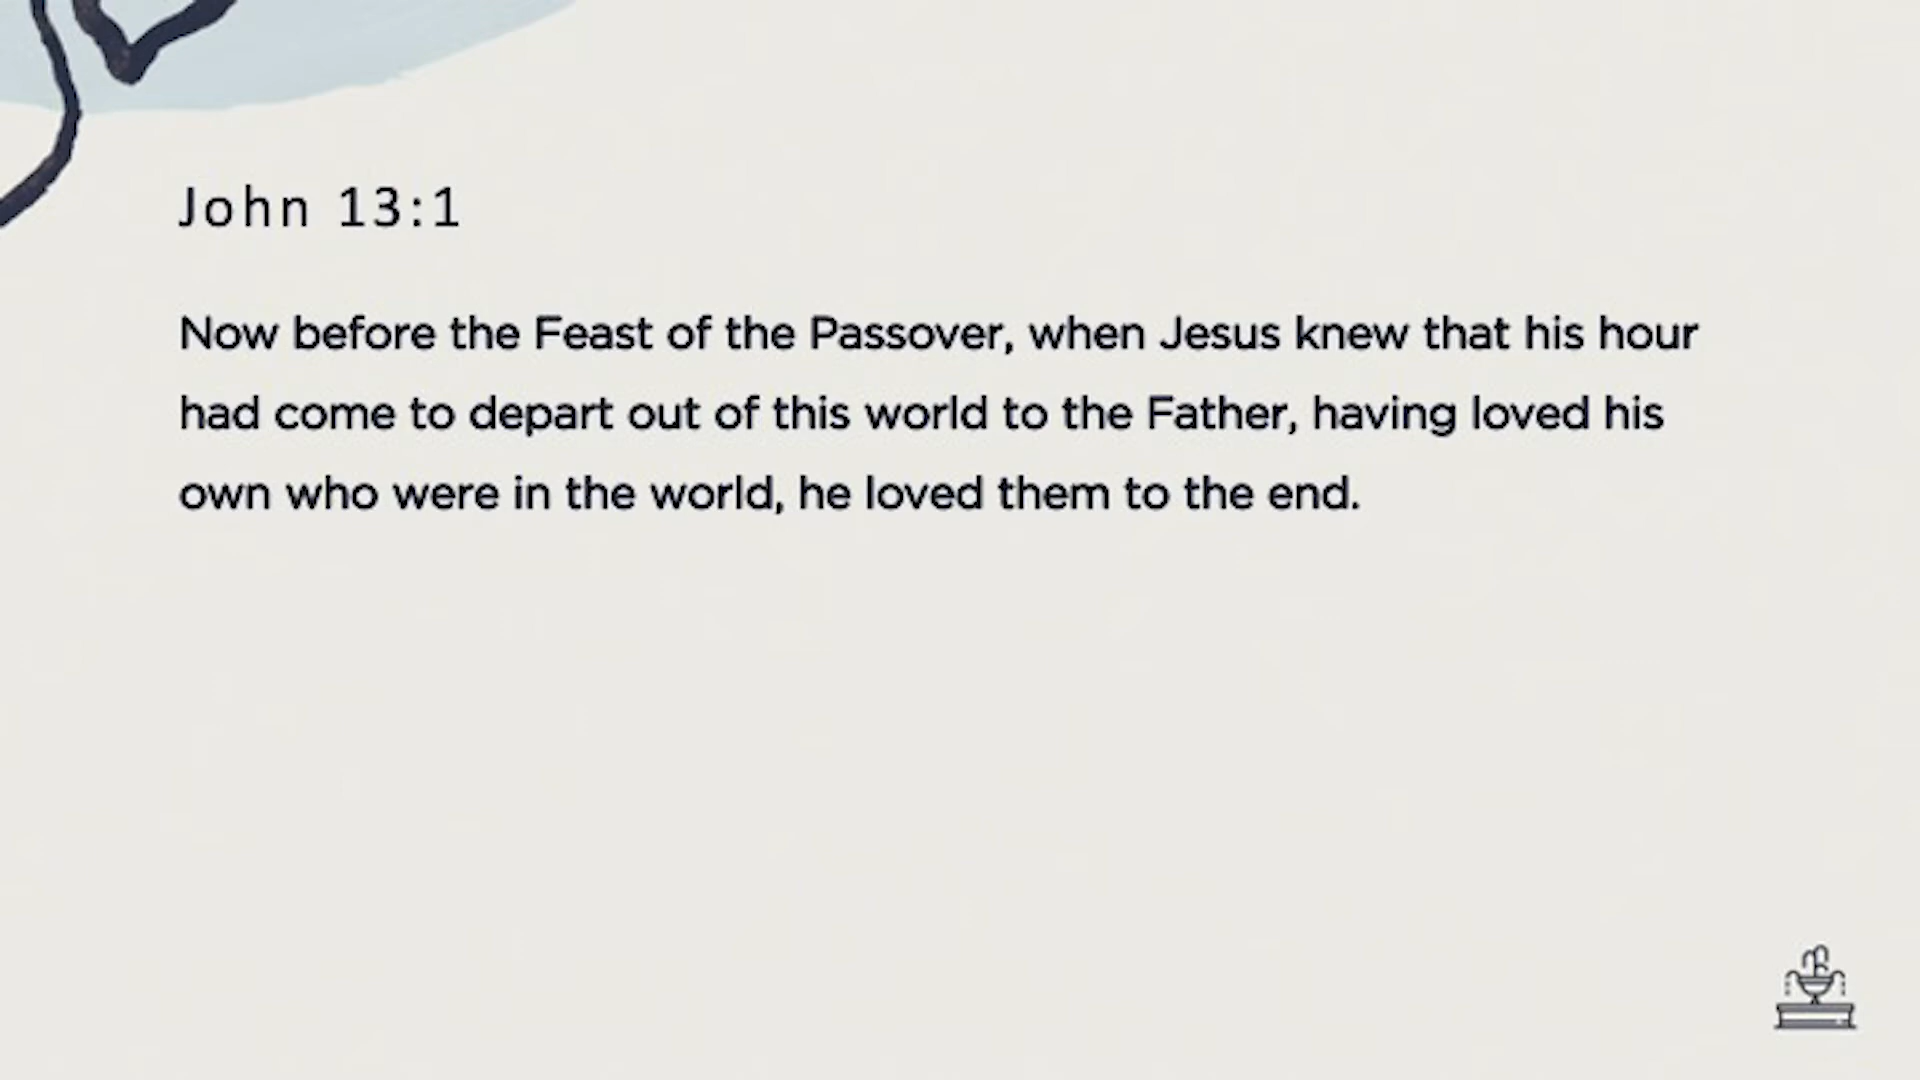 John 13:1
Now before the Feast of the Passover, when Jesus knew that his hour
had come to depart out of this world to the Father, having loved his
own who were in the world, he loved them to the end.